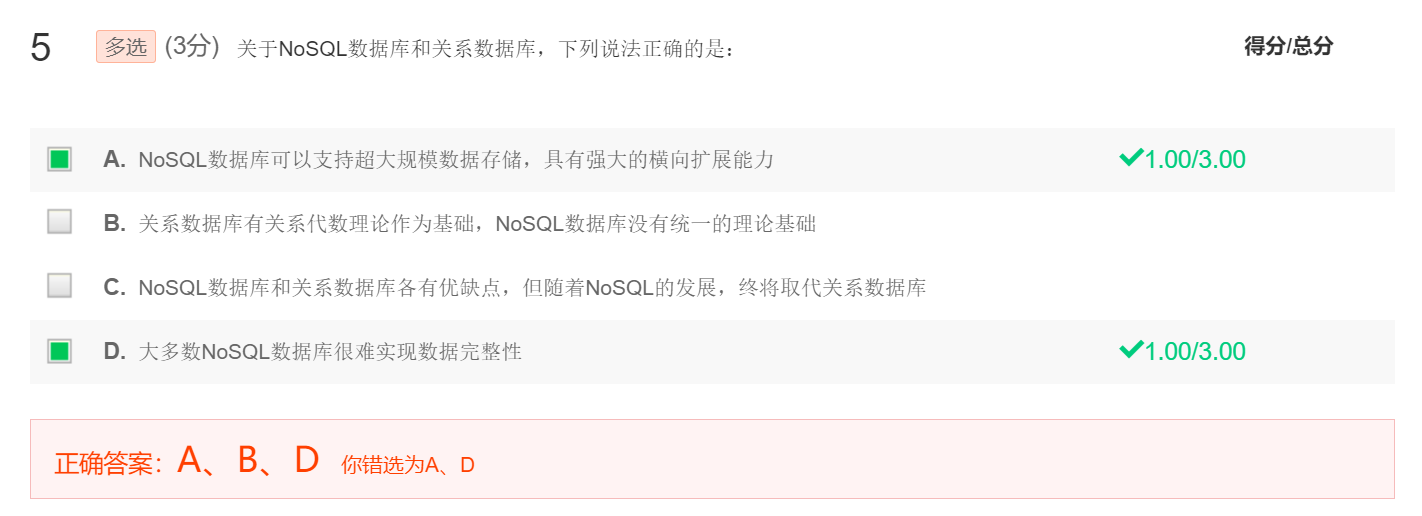 5 多选 (3分) 关于NoSQL数据库和关系数据库，下列说法正确的是： 得分/总分
A. NoSQL数据库可以支持超大规模数据存储，具有强大的横向扩展能力 1.00/3.00
B. 关系数据库有关系代数理论作为基础，NoSQL数据库没有统一的理论基础
C. NoSQL数据库和关系数据库各有优缺点，但随着NoSQL的发展，终将取代关系数据库
D. 大多数NoSQL数据库很难实现数据完整性 1.00/3.00
正确答案：A、B、D 你错选为A、D